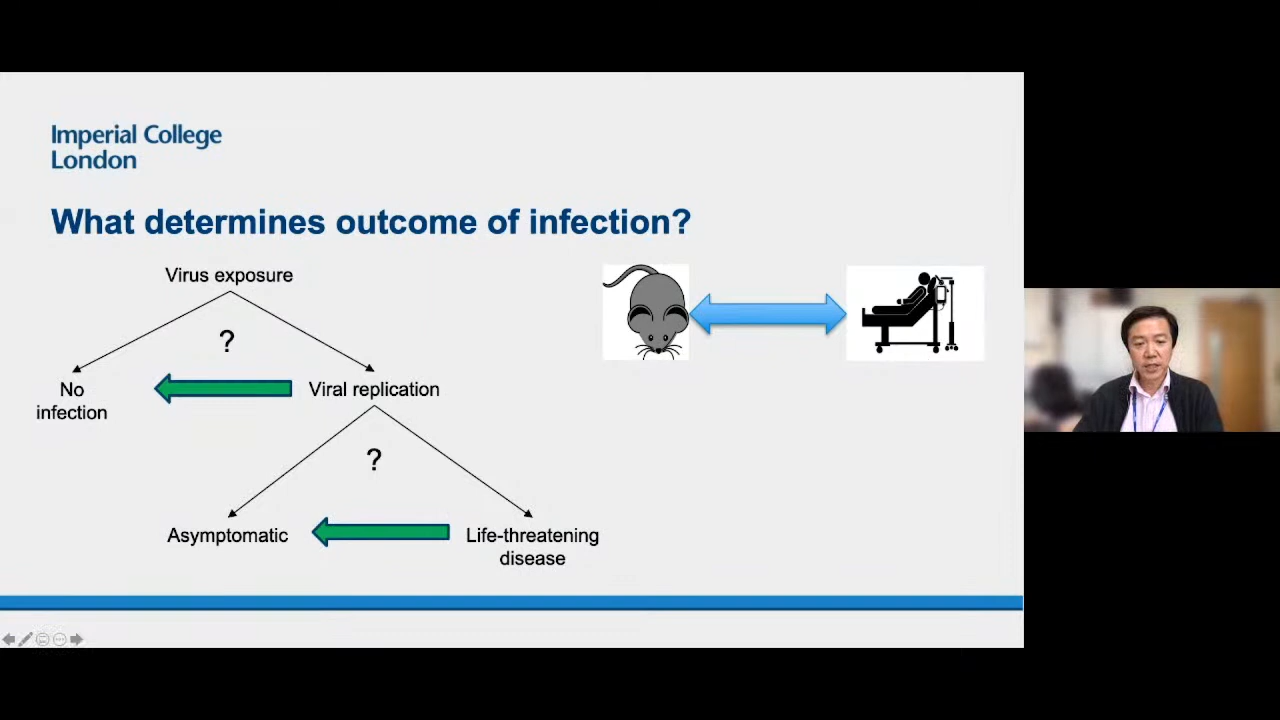 Imperial College
London
What determines outcome of infection?
Virus exposure
?
No
infection
Viral replication
?
Asymptomatic
Life-threatening
disease